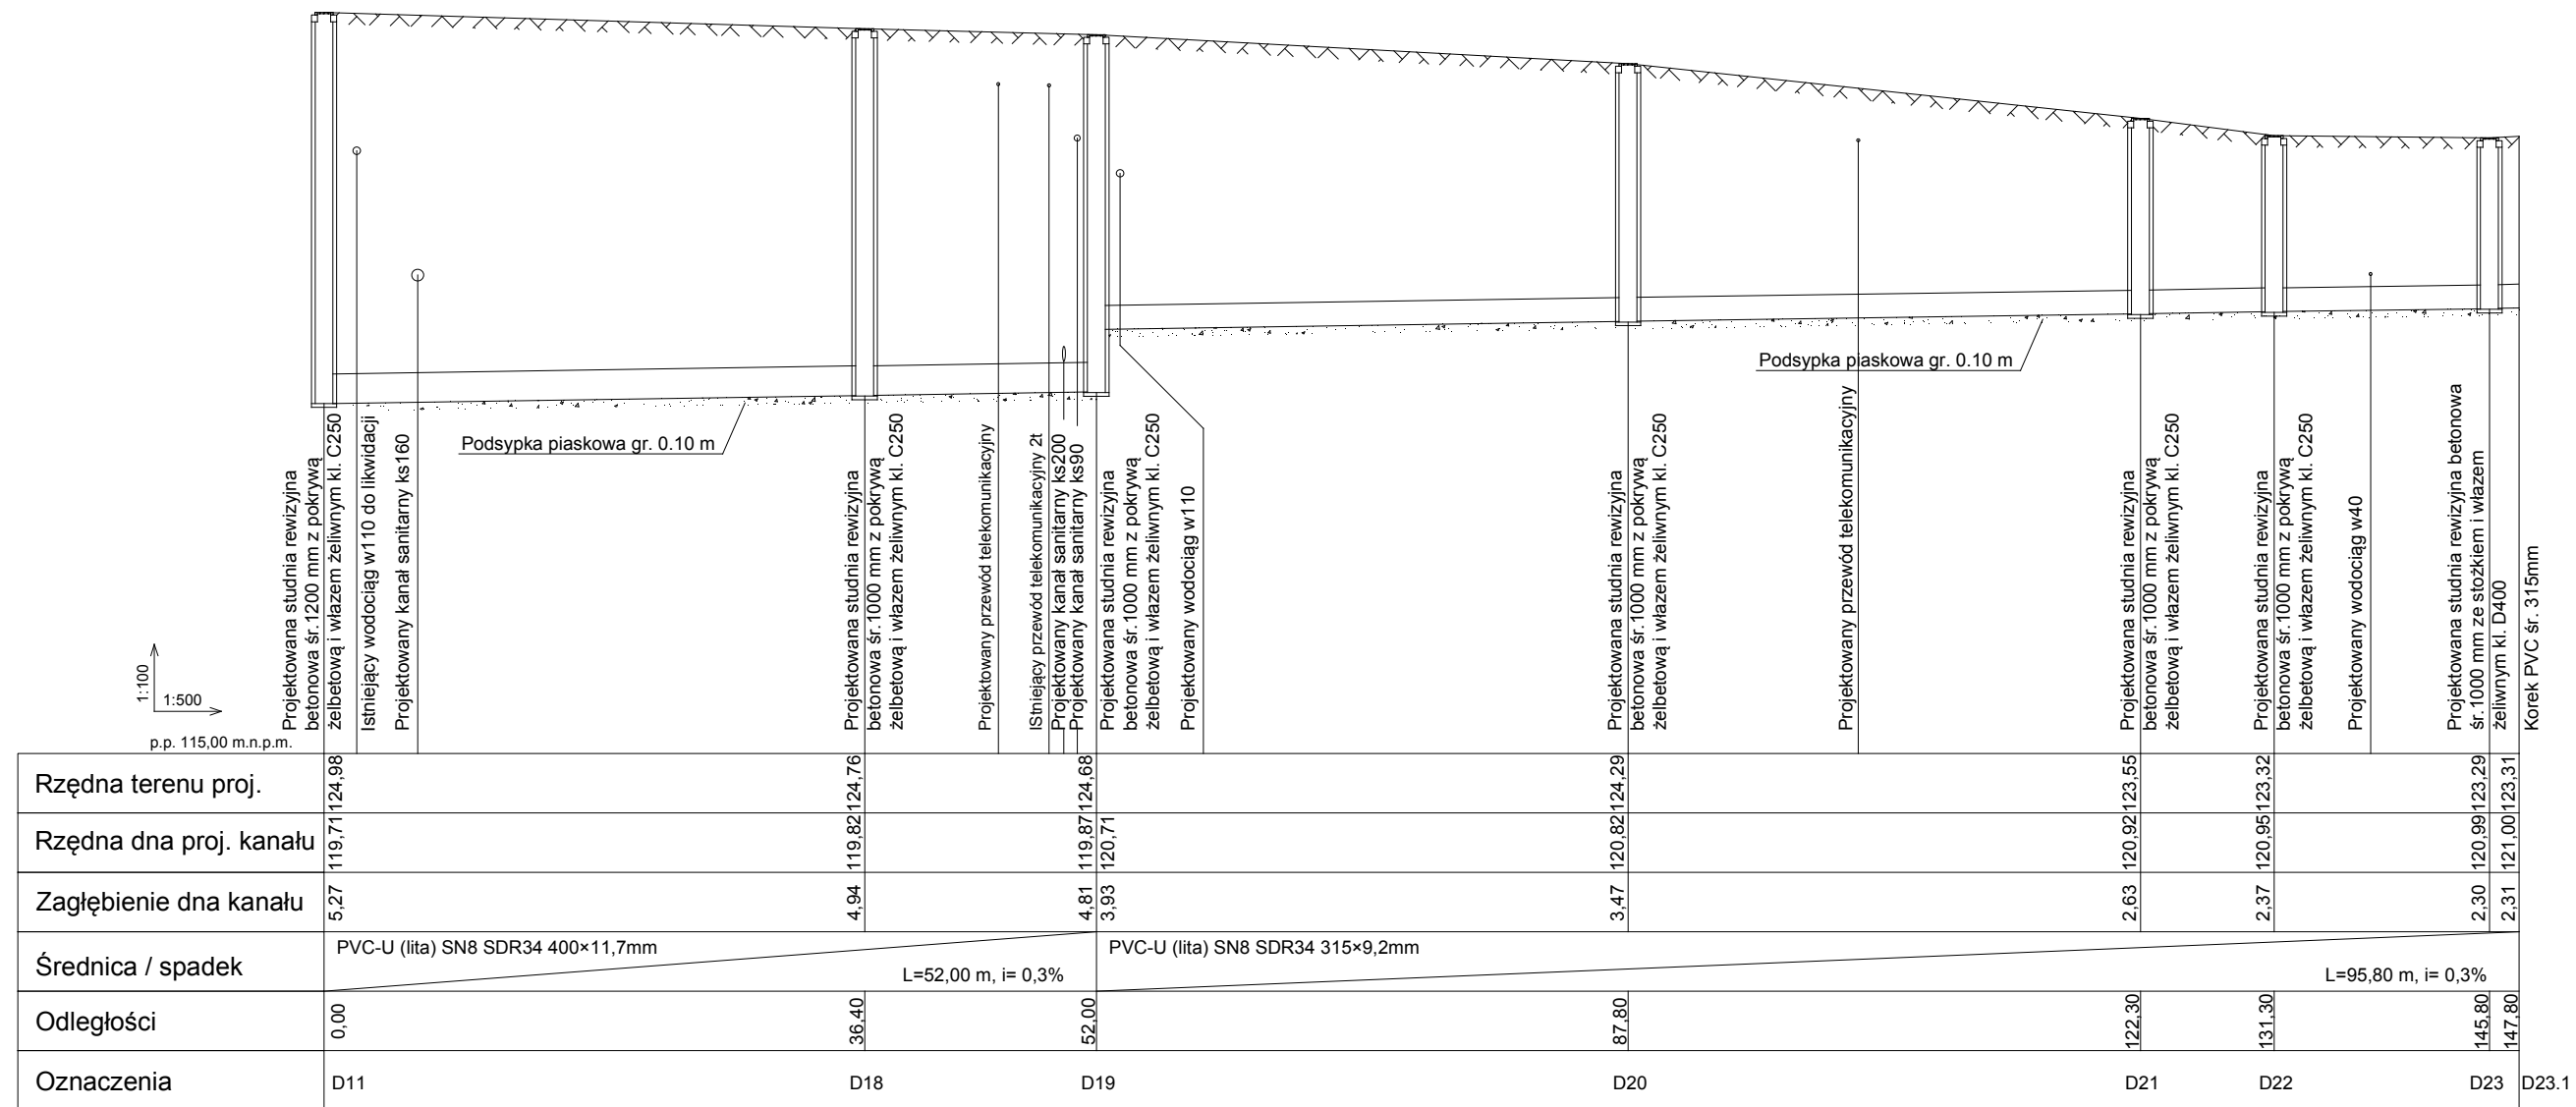 Podsypka piaskowa gr. 0.10 m
Podsypka piaskowa gr. 0.10 m
Projektowana studnia rewizyjna
betonowa śr.1200 mm z pokrywą
żelbetową i włazem żeliwnym kl. C250
Istniejący wodociąg w110 do likwidacji
Projektowany kanał sanitarny ks160
Projektowana studnia rewizyjna
betonowa śr.1000 mm z pokrywą
żelbetową i włazem żeliwnym kl. C250
Projektowany przewód telekomunikacyjny
IStniejący przewód telekomunikacyjny 2t
Projektowany kanał sanitarny ks200
Projektowany kanał sanitarny ks90
Projektowana studnia rewizyjna
betonowa śr.1000 mm z pokrywą
żelbetową i włazem żeliwnym kl. C250
Projektowany wodociąg w110
Projektowana studnia rewizyjna
betonowa śr.1000 mm z pokrywą
żelbetową i włazem żeliwnym kl. C250
Projektowany przewód telekomunikacyjny
Projektowana studnia rewizyjna
betonowa śr.1000 mm z pokrywą
żelbetową i włazem żeliwnym kl. C250
Projektowana studnia rewizyjna
betonowa śr.1000 mm z pokrywą
żelbetową i włazem żeliwnym kl. C250
Projektowany wodociąg w40
Projektowana studnia rewizyjna betonowa
śr.1000 mm ze stożkiem i włazem
żeliwnym kl. D400
Korek PVC śr. 315mm
1:100
1:500
p.p. 115,00 m.n.p.m.
Rzędna terenu proj. 124,98 124,76 124,68 124,29 123,55 123,32 123,29 123,31
Rzędna dna proj. kanału 119,71 119,82 119,87 120,71 120,82 120,92 120,95 120,99 121,00
Zagłębienie dna kanału 5,27 4,94 4,81 3,93 3,47 2,63 2,37 2,30 2,31
Średnica / spadek
PVC-U (lita) SN8 SDR34 400×11,7mm
L=52,00 m, i= 0,3%
PVC-U (lita) SN8 SDR34 315×9,2mm
L=95,80 m, i= 0,3%
Odległości 0,00 36,40 52,00 87,80 122,30 131,30 145,80 147,80
Oznaczenia D11 D18 D19 D20 D21 D22 D23 D23.1